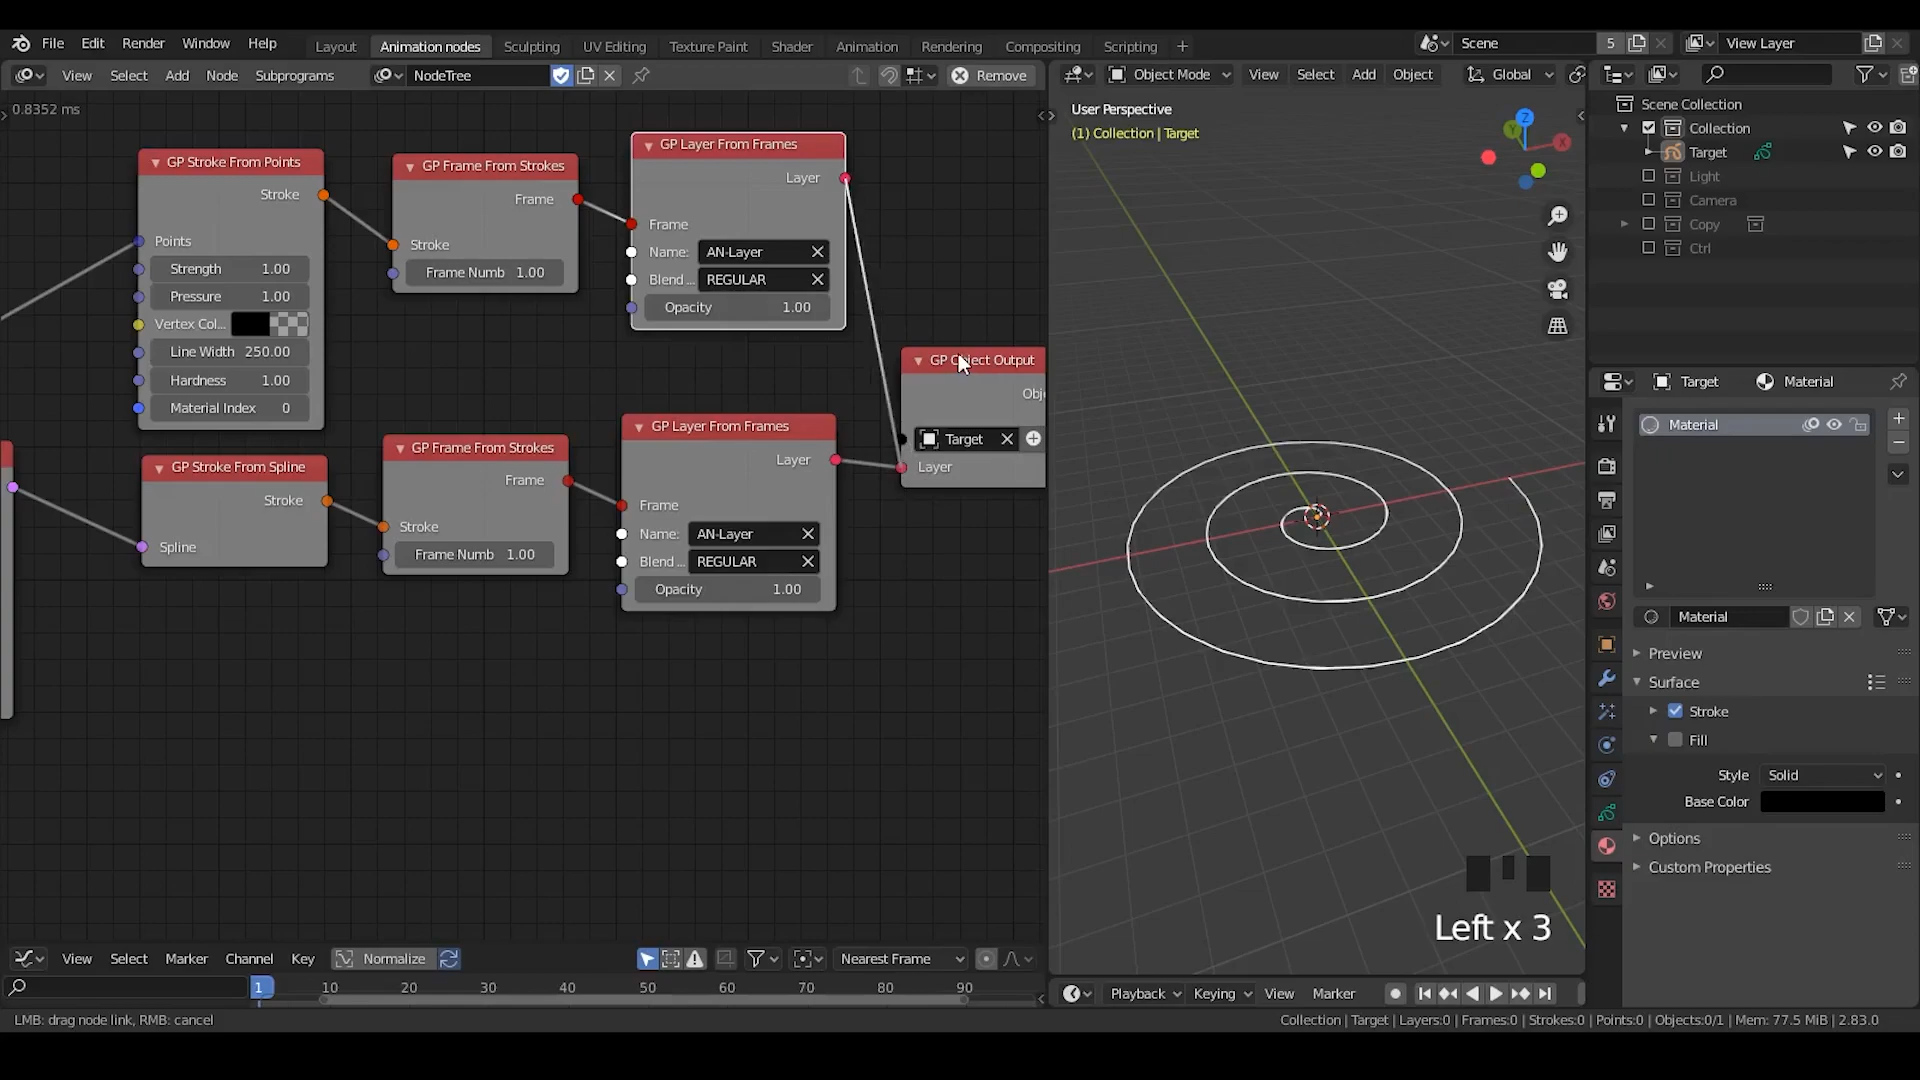 File Edit Render Window Help Layout Animation nodes Sculpting UV Editing Texture Paint Shader Animation Rendering Compositing Scripting + Scene 5 View Layer
View Select Add Node Subprograms NodeTree Remove
Object Mode View Select Add Object Global
0.8352 ms
GP Stroke From Points
Stroke
Points
Strength 1.00
Pressure 1.00
Vertex Col...
Line Width 250.00
Hardness 1.00
Material Index 0
GP Frame From Strokes
Frame
Stroke
Frame Numb 1.00
GP Layer From Frames
Layer
Frame
Name: AN-Layer
Blend ... REGULAR
Opacity 1.00
GP Object Output
Obje
Target
Layer
GP Stroke From Spline
Stroke
Spline
GP Frame From Strokes
Frame
Stroke
Frame Numb 1.00
GP Layer From Frames
Layer
Frame
Name: AN-Layer
Blend ... REGULAR
Opacity 1.00
User Perspective
(1) Collection | Target
Z
Left x 3
Scene Collection
Collection
Target
Light
Camera
Copy
Ctrl
Target Material
Material
Material
Preview
Surface
Stroke
Fill
Style Solid
Base Color
Options
Custom Properties
View Select Marker Channel Key Normalize Nearest Frame
1 10 20 30 40 50 60 70 80 90
Playback Keying View Marker
LMB: drag node link, RMB: cancel
Collection | Target | Layers:0 | Frames:0 | Strokes:0 | Points:0 | Objects:0/1 | Mem: 77.5 MiB | 2.83.0